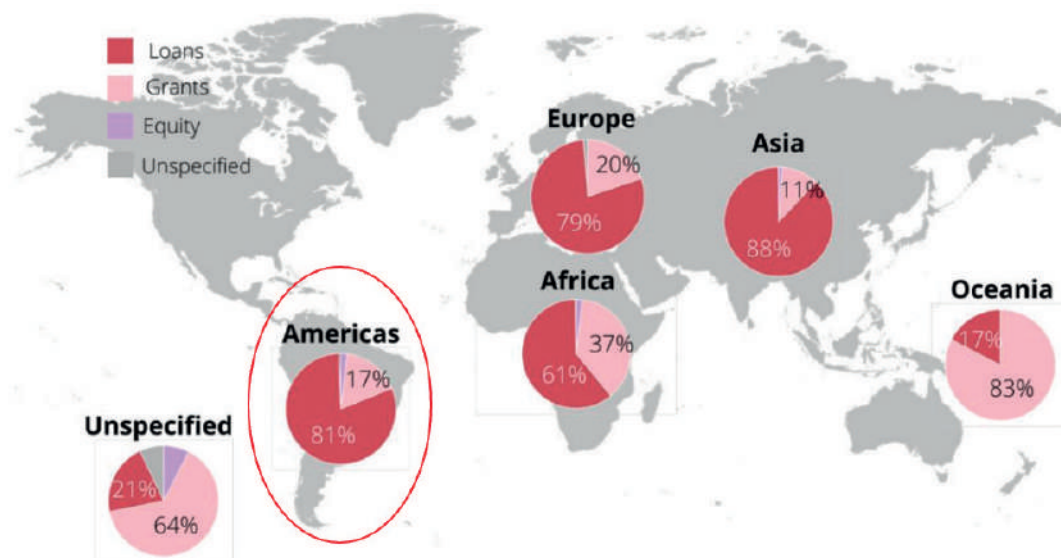 Loans
Grants
Equity
Unspecified
Europe
20%
79%
Asia
11%
88%
Africa
37%
61%
Oceania
17%
83%
Americas
17%
81%
Unspecified
21%
64%